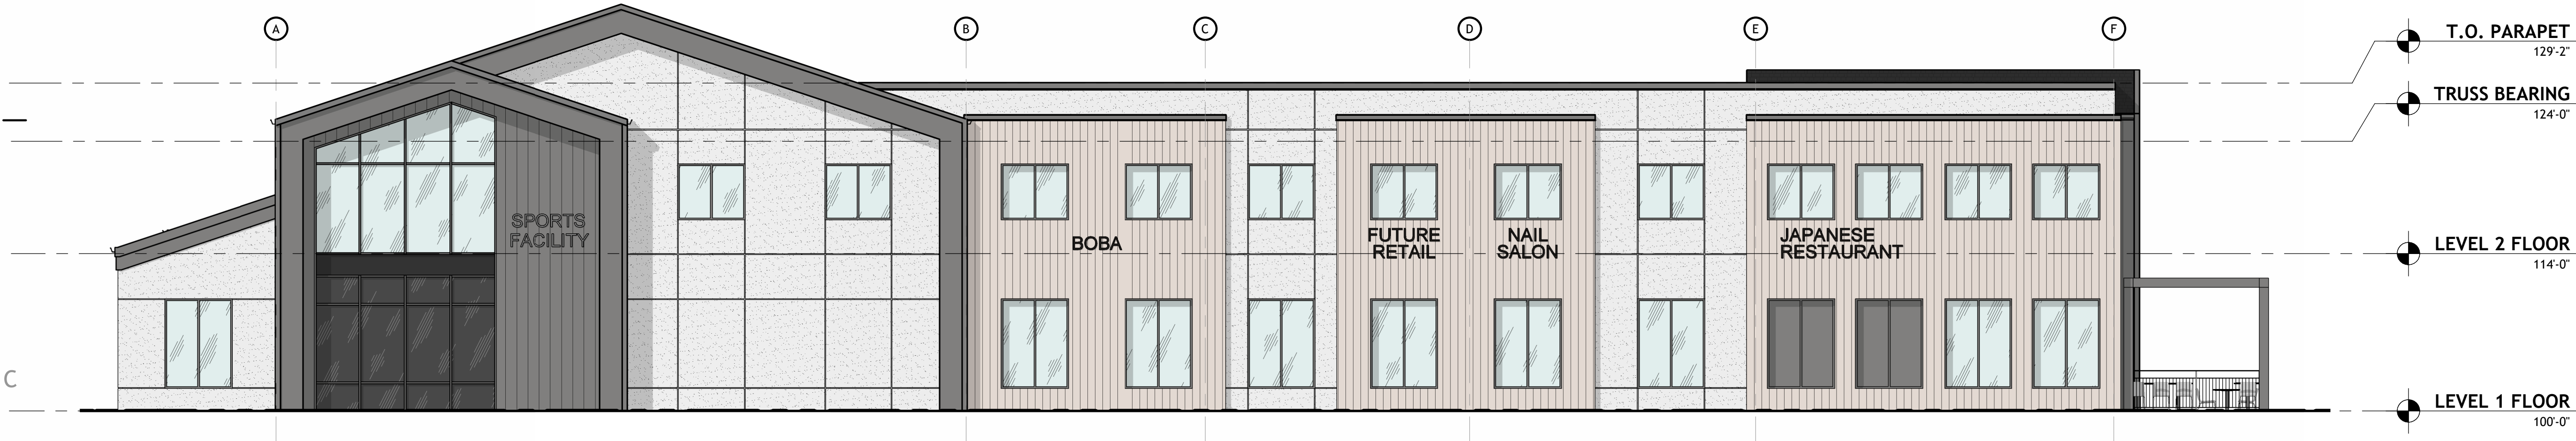 A
B
C
D
E
F
T.O. PARAPET
129'-2"
TRUSS BEARING
124'-0"
SPORTS
FACILITY
BOBA
FUTURE
RETAIL
NAIL
SALON
JAPANESE
RESTAURANT
LEVEL 2 FLOOR
114'-0"
C
LEVEL 1 FLOOR
100'-0"